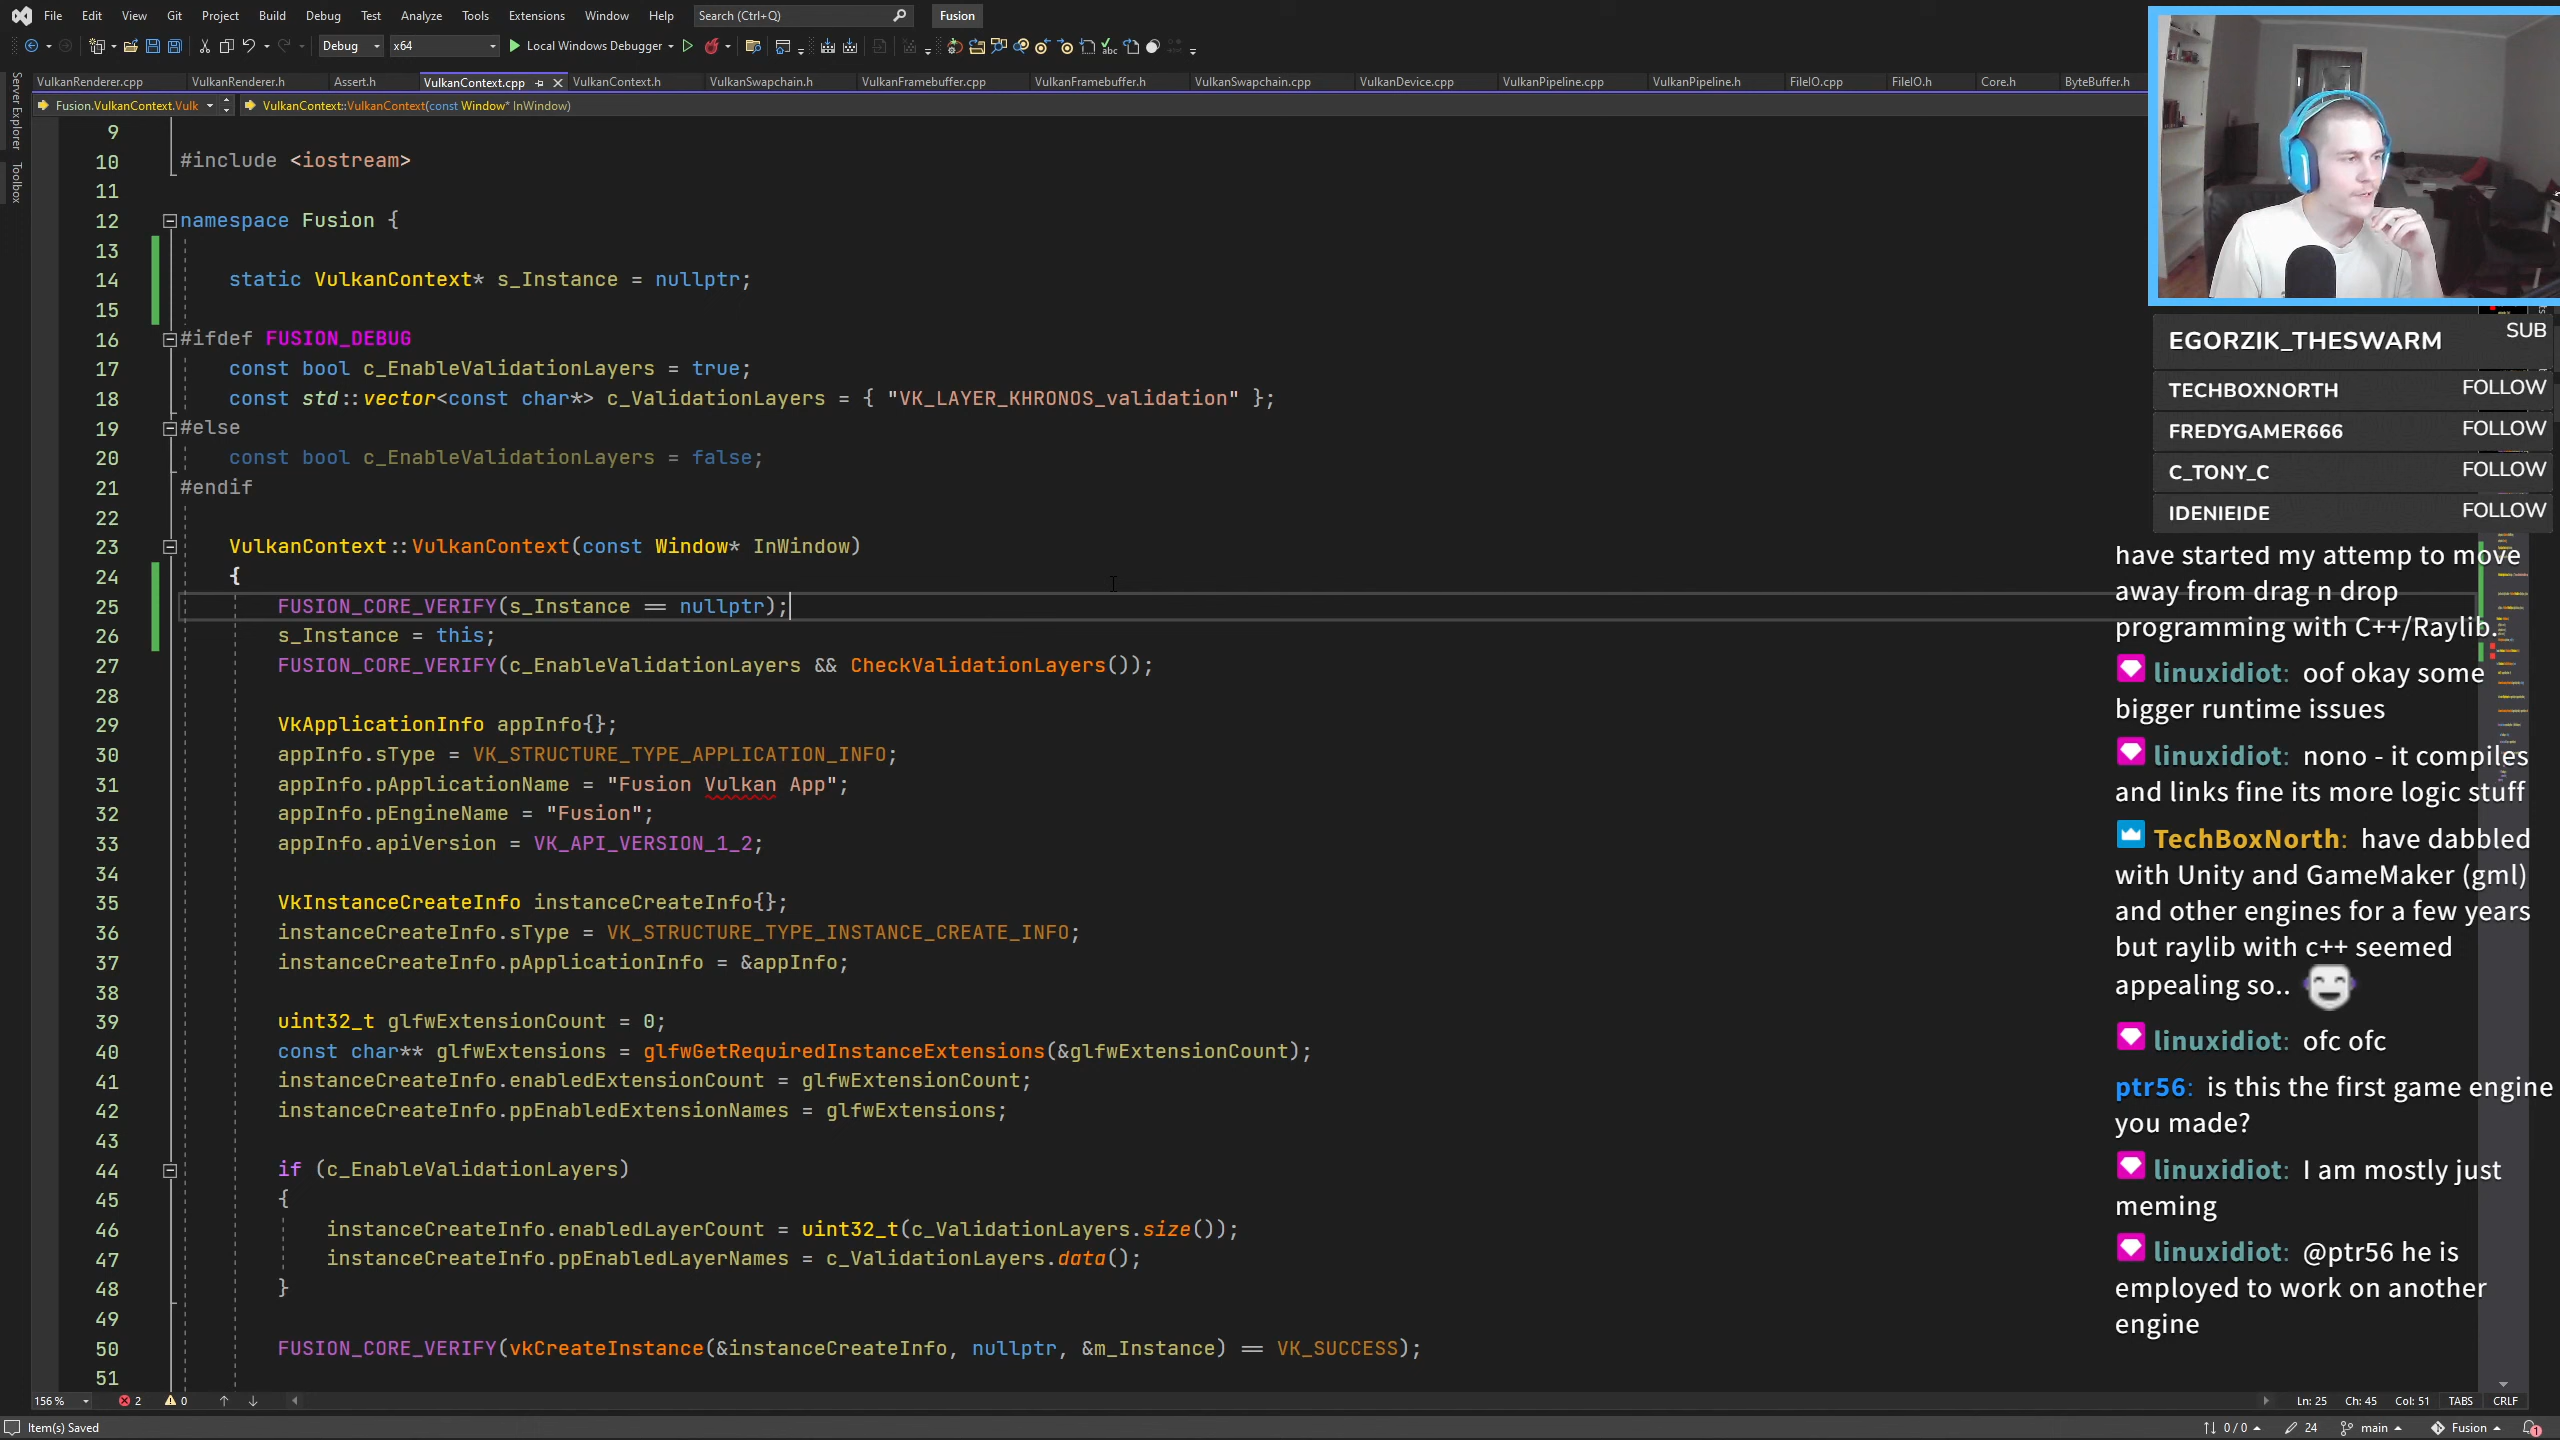 File Edit View Git Project Build Debug Test Analyze Tools Extensions Window Help Search (Ctrl+Q) Fusion
Debug x64 Local Windows Debugger
Server Explorer
Toolbox
VulkanRenderer.cpp VulkanRenderer.h Assert.h VulkanContext.cpp VulkanContext.h VulkanSwapchain.h VulkanFramebuffer.cpp VulkanFramebuffer.h VulkanSwapchain.cpp VulkanDevice.cpp VulkanPipeline.cpp VulkanPipeline.h FileIO.cpp FileIO.h Core.h ByteBuffer.h
Fusion.VulkanContext.Vulk VulkanContext::VulkanContext(const Window* InWindow)
9
10 #include <iostream>
11
12 namespace Fusion {
13
14 static VulkanContext* s_Instance = nullptr;
15
16 #ifdef FUSION_DEBUG
17 const bool c_EnableValidationLayers = true;
18 const std::vector<const char*> c_ValidationLayers = { "VK_LAYER_KHRONOS_validation" };
19 #else
20 const bool c_EnableValidationLayers = false;
21 #endif
22
23 VulkanContext::VulkanContext(const Window* InWindow)
24 {
25 FUSION_CORE_VERIFY(s_Instance == nullptr);
26 s_Instance = this;
27 FUSION_CORE_VERIFY(c_EnableValidationLayers && CheckValidationLayers());
28
29 VkApplicationInfo appInfo{};
30 appInfo.sType = VK_STRUCTURE_TYPE_APPLICATION_INFO;
31 appInfo.pApplicationName = "Fusion Vulkan App";
32 appInfo.pEngineName = "Fusion";
33 appInfo.apiVersion = VK_API_VERSION_1_2;
34
35 VkInstanceCreateInfo instanceCreateInfo{};
36 instanceCreateInfo.sType = VK_STRUCTURE_TYPE_INSTANCE_CREATE_INFO;
37 instanceCreateInfo.pApplicationInfo = &appInfo;
38
39 uint32_t glfwExtensionCount = 0;
40 const char** glfwExtensions = glfwGetRequiredInstanceExtensions(&glfwExtensionCount);
41 instanceCreateInfo.enabledExtensionCount = glfwExtensionCount;
42 instanceCreateInfo.ppEnabledExtensionNames = glfwExtensions;
43
44 if (c_EnableValidationLayers)
45 {
46 instanceCreateInfo.enabledLayerCount = uint32_t(c_ValidationLayers.size());
47 instanceCreateInfo.ppEnabledLayerNames = c_ValidationLayers.data();
48 }
49
50 FUSION_CORE_VERIFY(vkCreateInstance(&instanceCreateInfo, nullptr, &m_Instance) == VK_SUCCESS);
51
EGORZIK_THESWARM SUB
TECHBOXNORTH FOLLOW
FREDYGAMER666 FOLLOW
C_TONY_C FOLLOW
IDENIEIDE FOLLOW
have started my attemp to move
away from drag n drop
programming with C++/Raylib.
linuxidiot: oof okay some
bigger runtime issues
linuxidiot: nono - it compiles
and links fine its more logic stuff
TechBoxNorth: have dabbled
with Unity and GameMaker (gml)
and other engines for a few years
but raylib with c++ seemed
appealing so..
linuxidiot: ofc ofc
ptr56: is this the first game engine
you made?
linuxidiot: I am mostly just
meming
linuxidiot: @ptr56 he is
employed to work on another
engine
156 % 2 0 Ln: 25 Ch: 45 Col: 51 TABS CRLF
Item(s) Saved 0 / 0 24 main Fusion 1